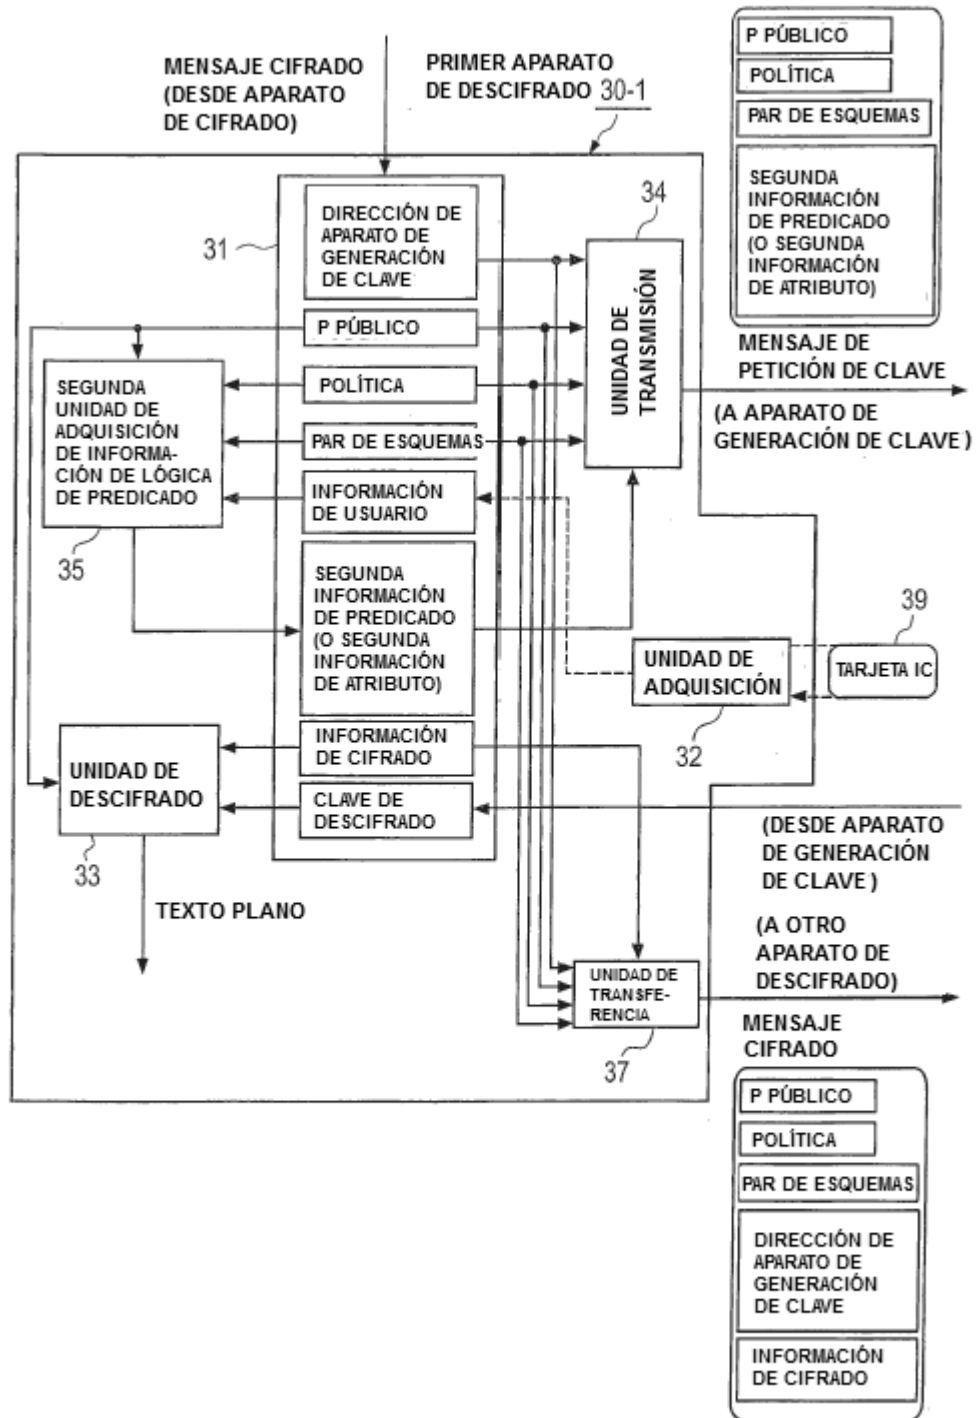 MENSAJE CIFRADO
(DESDE APARATO
DE CIFRADO)
PRIMER APARATO
DE DESCIFRADO 30-1
P PÚBLICO
POLÍTICA
PAR DE ESQUEMAS
SEGUNDA
INFORMACIÓN
DE PREDICADO
(O SEGUNDA
INFORMACIÓN
DE ATRIBUTO)
MENSAJE DE
PETICIÓN DE CLAVE
(A APARATO DE
GENERACIÓN DE CLAVE)
31
DIRECCIÓN DE
APARATO DE
GENERACIÓN
DE CLAVE
P PÚBLICO
POLÍTICA
PAR DE ESQUEMAS
INFORMACIÓN
DE USUARIO
SEGUNDA
INFORMACIÓN
DE PREDICADO
(O SEGUNDA
INFORMACIÓN
DE ATRIBUTO)
INFORMACIÓN
DE CIFRADO
CLAVE DE
DESCIFRADO
34
UNIDAD DE
TRANSMISIÓN
SEGUNDA
UNIDAD DE
ADQUISICIÓN
DE INFORMA-
CIÓN DE LÓGICA
DE PREDICADO
35
UNIDAD DE
ADQUISICIÓN
32
39
TARJETA IC
UNIDAD DE
DESCIFRADO
33
TEXTO PLANO
(DESDE APARATO
DE GENERACIÓN
DE CLAVE)
(A OTRO
APARATO DE
DESCIFRADO)
UNIDAD DE
TRANSFE-
RENCIA
37
MENSAJE
CIFRADO
P PÚBLICO
POLÍTICA
PAR DE ESQUEMAS
DIRECCIÓN DE
APARATO DE
GENERACIÓN
DE CLAVE
INFORMACIÓN
DE CIFRADO